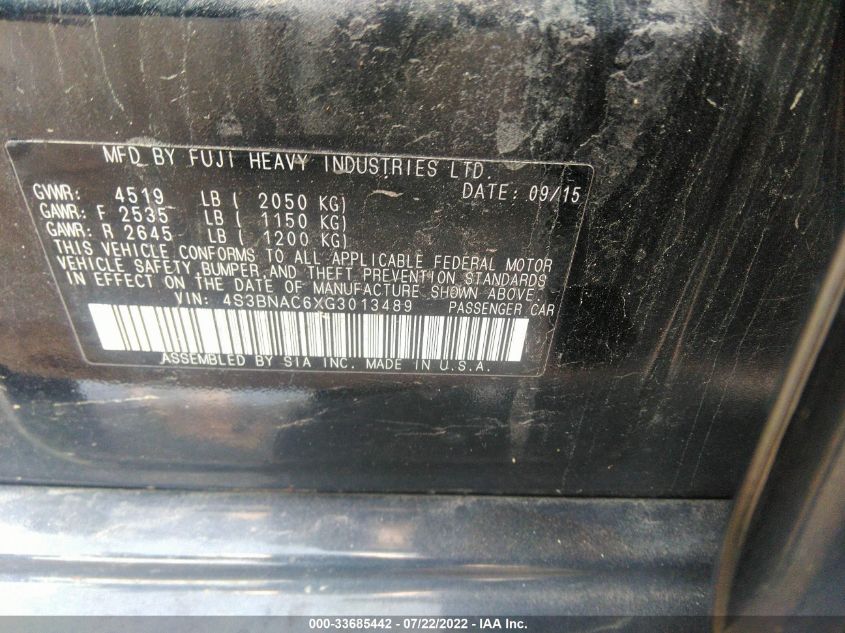 MFD. BY FUJI HEAVY INDUSTRIES LTD.
GVWR: 4519 LB ( 2050 KG) DATE: 09/15
GAWR: F 2535 LB ( 1150 KG)
GAWR: R 2645 LB ( 1200 KG)
THIS VEHICLE CONFORMS TO ALL APPLICABLE FEDERAL MOTOR
VEHICLE SAFETY, BUMPER, AND THEFT PREVENTION STANDARDS
IN EFFECT ON THE DATE OF MANUFACTURE SHOWN ABOVE.
VIN: 4S3BNAC6XG3013489 PASSENGER CAR
ASSEMBLED BY SIA INC. MADE IN U.S.A.
000-33685442 - 07/22/2022 - IAA Inc.